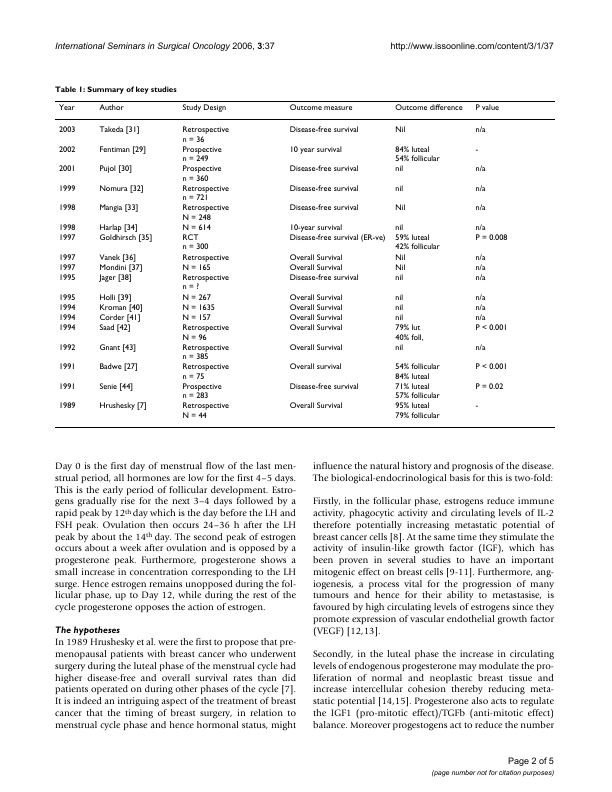 International Seminars in Surgical Oncology 2006, 3:37 http://www.issoonline.com/content/3/1/37
Table 1: Summary of key studies
Year Author Study Design Outcome measure Outcome difference P value
2003 Takeda [31] Retrospective Disease-free survival Nil n/a
n = 36
2002 Fentiman [29] Prospective 10 year survival 84% luteal -
n = 249 54% follicular
2001 Pujol [30] Prospective Disease-free survival nil n/a
n = 360
1999 Nomura [32] Retrospective Disease-free survival nil n/a
n = 721
1998 Mangia [33] Retrospective Disease-free survival Nil n/a
N = 248
1998 Harlap [34] N = 614 10-year survival nil n/a
1997 Goldhirsch [35] RCT Disease-free survival (ER-ve) 59% luteal P = 0.008
n = 300 42% follicular
1997 Vanek [36] Retrospective Overall Survival Nil n/a
1997 Mondini [37] N = 165 Overall Survival Nil n/a
1995 Jager [38] Retrospective Disease-free survival nil n/a
n = ?
1995 Holli [39] N = 267 Overall Survival nil n/a
1994 Kroman [40] N = 1635 Overall Survival nil n/a
1994 Corder [41] N = 157 Overall Survival nil n/a
1994 Saad [42] Retrospective Overall Survival 79% lut P < 0.001
N = 96 40% foll,
1992 Gnant [43] Retrospective Overall Survival nil n/a
n = 385
1991 Badwe [27] Retrospective Overall survival 54% follicular P < 0.001
n = 75 84% luteal
1991 Senie [44] Prospective Disease-free survival 71% luteal P = 0.02
n = 283 57% follicular
1989 Hrushesky [7] Retrospective Overall Survival 95% luteal -
N = 44 79% follicular
Day 0 is the first day of menstrual flow of the last men-
strual period, all hormones are low for the first 4–5 days.
This is the early period of follicular development. Estro-
gens gradually rise for the next 3–4 days followed by a
rapid peak by 12th day which is the day before the LH and
FSH peak. Ovulation then occurs 24–36 h after the LH
peak by about the 14th day. The second peak of estrogen
occurs about a week after ovulation and is opposed by a
progesterone peak. Furthermore, progesterone shows a
small increase in concentration corresponding to the LH
surge. Hence estrogen remains unopposed during the fol-
licular phase, up to Day 12, while during the rest of the
cycle progesterone opposes the action of estrogen.
The hypotheses
In 1989 Hrushesky et al. were the first to propose that pre-
menopausal patients with breast cancer who underwent
surgery during the luteal phase of the menstrual cycle had
higher disease-free and overall survival rates than did
patients operated on during other phases of the cycle [7].
It is indeed an intriguing aspect of the treatment of breast
cancer that the timing of breast surgery, in relation to
menstrual cycle phase and hence hormonal status, might
influence the natural history and prognosis of the disease.
The biological-endocrinological basis for this is two-fold:
Firstly, in the follicular phase, estrogens reduce immune
activity, phagocytic activity and circulating levels of IL-2
therefore potentially increasing metastatic potential of
breast cancer cells [8]. At the same time they stimulate the
activity of insulin-like growth factor (IGF), which has
been proven in several studies to have an important
mitogenic effect on breast cells [9-11]. Furthermore, ang-
iogenesis, a process vital for the progression of many
tumours and hence for their ability to metastasise, is
favoured by high circulating levels of estrogens since they
promote expression of vascular endothelial growth factor
(VEGF) [12,13].
Secondly, in the luteal phase the increase in circulating
levels of endogenous progesterone may modulate the pro-
liferation of normal and neoplastic breast tissue and
increase intercellular cohesion thereby reducing meta-
static potential [14,15]. Progesterone also acts to regulate
the IGF1 (pro-mitotic effect)/TGFb (anti-mitotic effect)
balance. Moreover progestogens act to reduce the number
Page 2 of 5
(page number not for citation purposes)